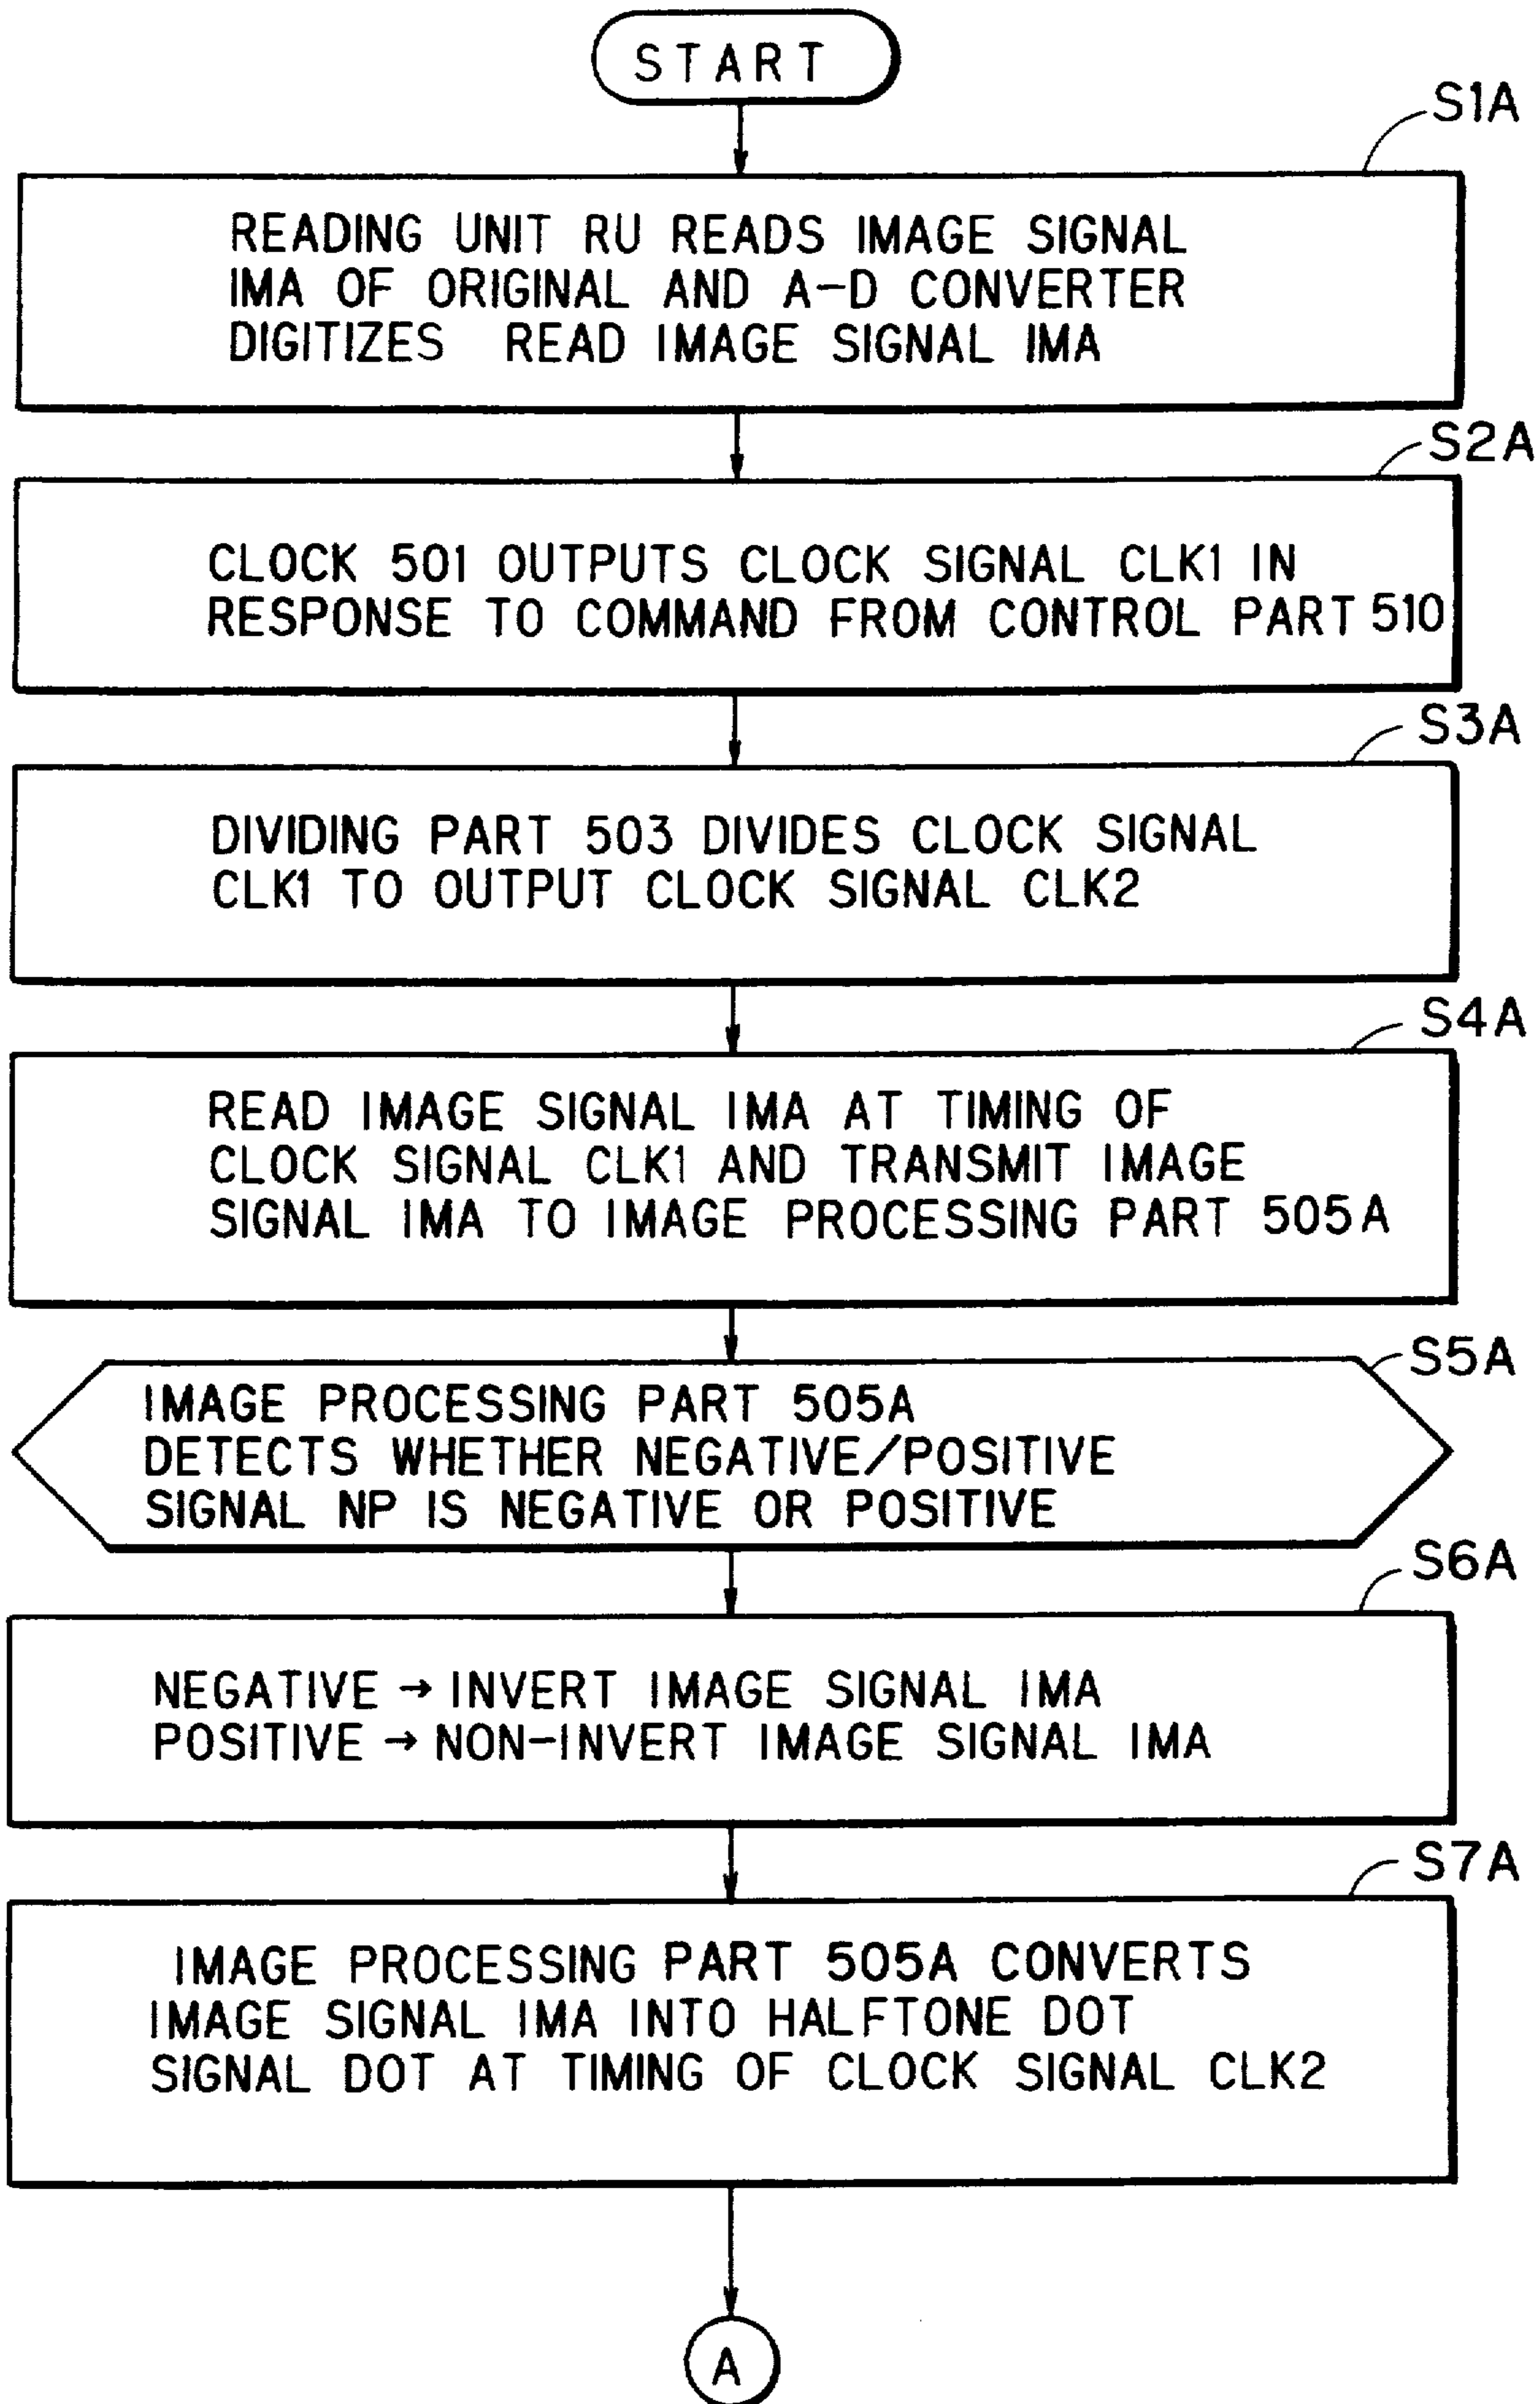 START
S1A
READING UNIT RU READS IMAGE SIGNAL
IMA OF ORIGINAL AND A-D CONVERTER
DIGITIZES READ IMAGE SIGNAL IMA
S2A
CLOCK 501 OUTPUTS CLOCK SIGNAL CLK1 IN
RESPONSE TO COMMAND FROM CONTROL PART 510
S3A
DIVIDING PART 503 DIVIDES CLOCK SIGNAL
CLK1 TO OUTPUT CLOCK SIGNAL CLK2
S4A
READ IMAGE SIGNAL IMA AT TIMING OF
CLOCK SIGNAL CLK1 AND TRANSMIT IMAGE
SIGNAL IMA TO IMAGE PROCESSING PART 505A
S5A
IMAGE PROCESSING PART 505A
DETECTS WHETHER NEGATIVE/POSITIVE
SIGNAL NP IS NEGATIVE OR POSITIVE
S6A
NEGATIVE → INVERT IMAGE SIGNAL IMA
POSITIVE → NON-INVERT IMAGE SIGNAL IMA
S7A
IMAGE PROCESSING PART 505A CONVERTS
IMAGE SIGNAL IMA INTO HALFTONE DOT
SIGNAL DOT AT TIMING OF CLOCK SIGNAL CLK2
A